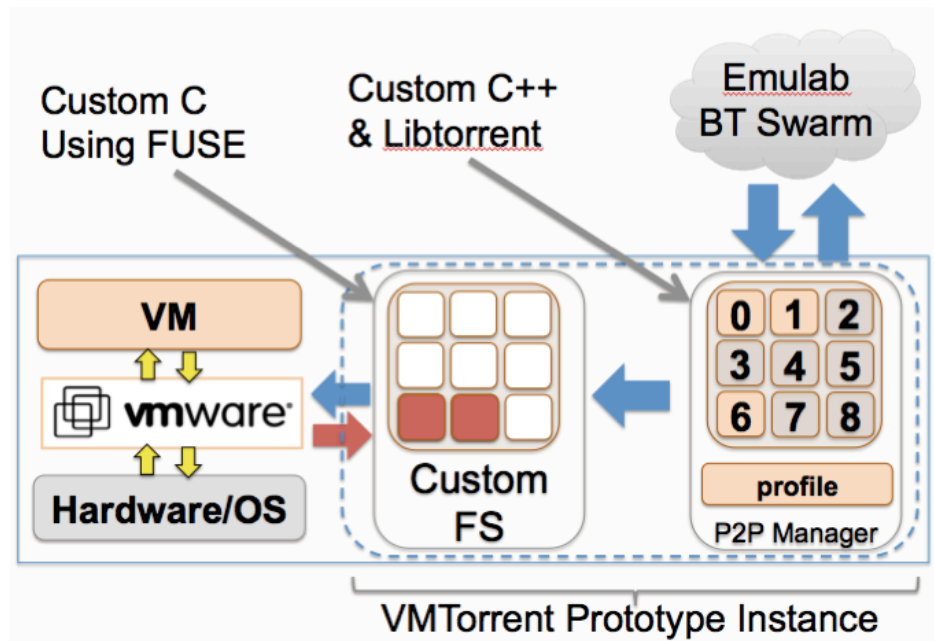 Custom C
Using FUSE
Custom C++
& Libtorrent
Emulab
BT Swarm
VM
vmware
Hardware/OS
Custom
FS
0 1 2
3 4 5
6 7 8
profile
P2P Manager
VMTorrent Prototype Instance